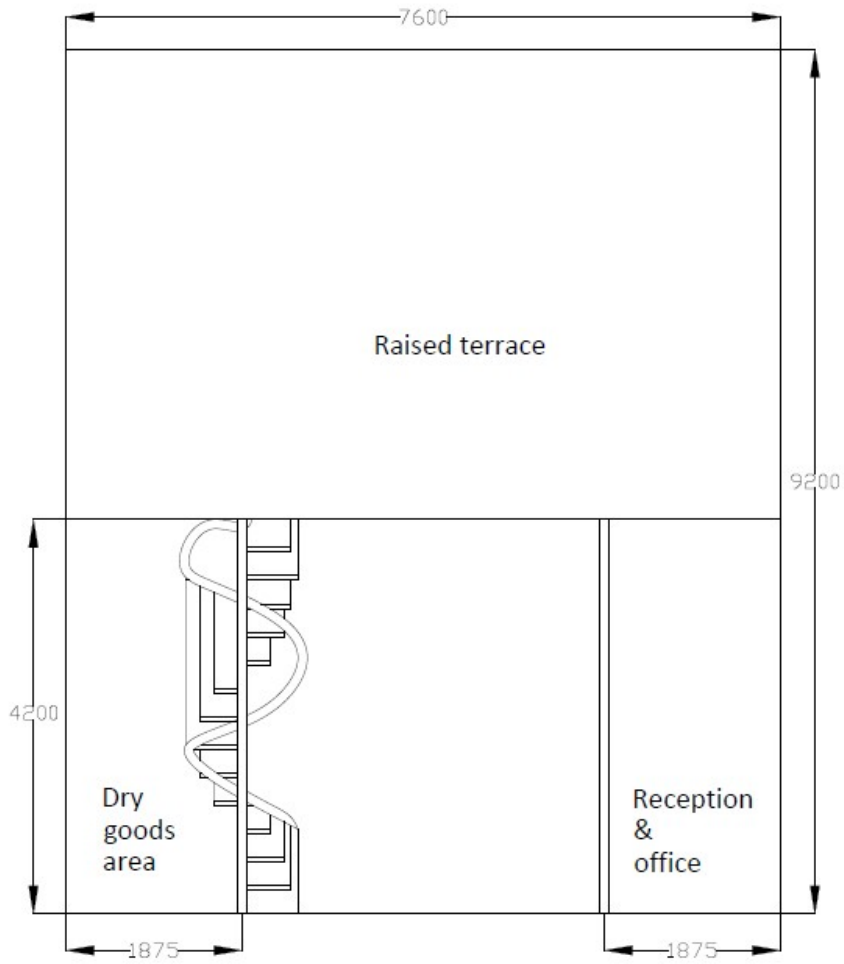 7600
Raised terrace
9200
4200
Dry
goods
area
Reception
&
office
1875
1875